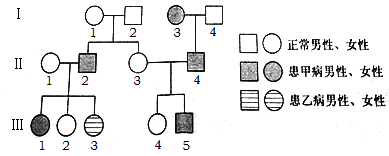 I
1 2 3 4
正常男性、女性
II
1 2 3 4
患甲病男性、女性
III
1 2 3 4 5
患乙病男性、女性